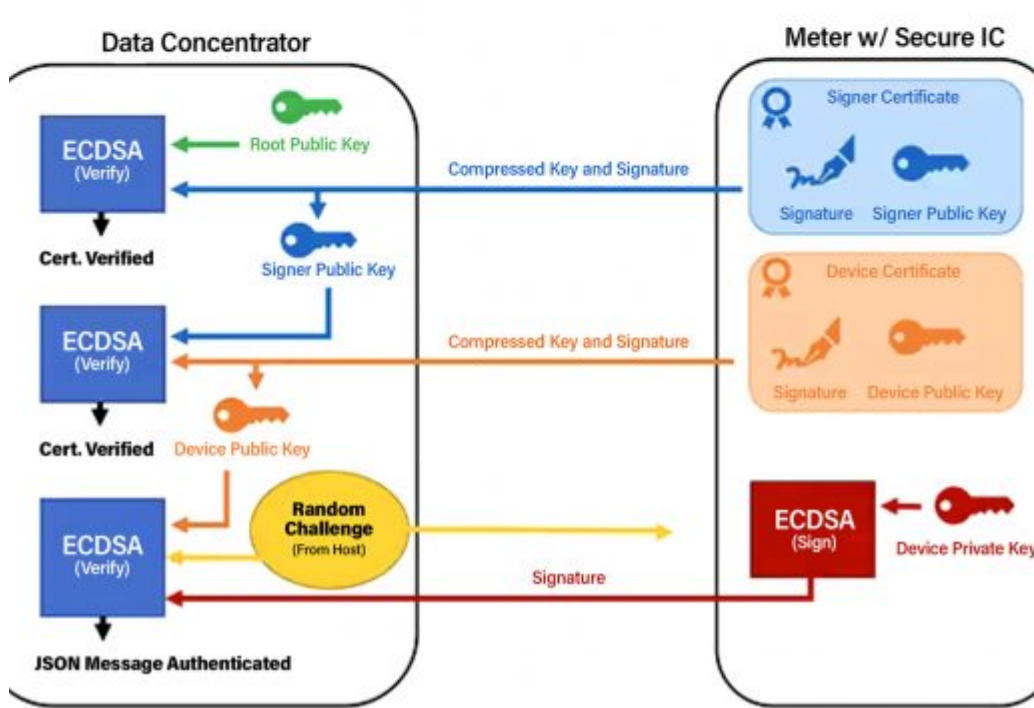 Data Concentrator
Meter w/ Secure IC
Signer Certificate
ECDSA
(Verify)
Root Public Key
Compressed Key and Signature
Signature
Signer Public Key
Cert. Verified
Signer Public Key
Device Certificate
ECDSA
(Verify)
Compressed Key and Signature
Signature
Device Public Key
Cert. Verified
Device Public Key
ECDSA
(Verify)
Random
Challenge
(From Host)
ECDSA
(Sign)
Device Private Key
Signature
JSON Message Authenticated